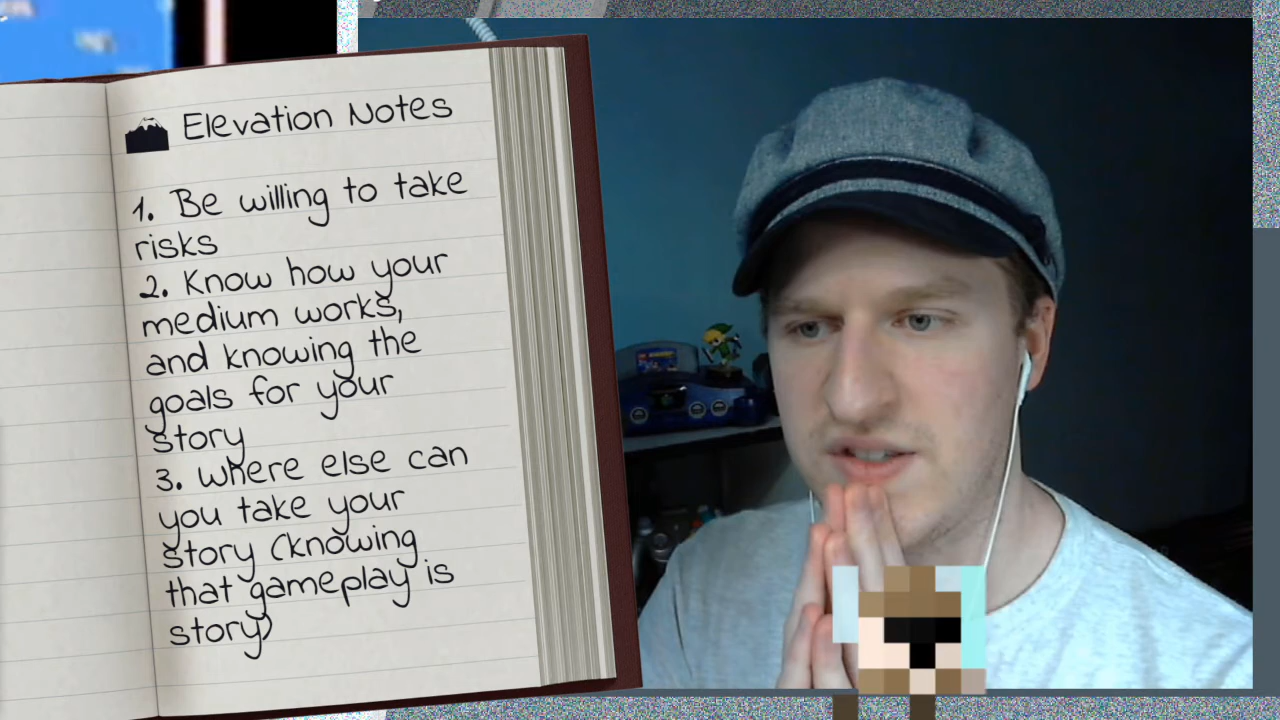 Elevation Notes
1. Be willing to take
risks
2. Know how your
medium works,
and knowing the
goals for your
story
3. Where else can
you take your
story (knowing
that gameplay is
story)